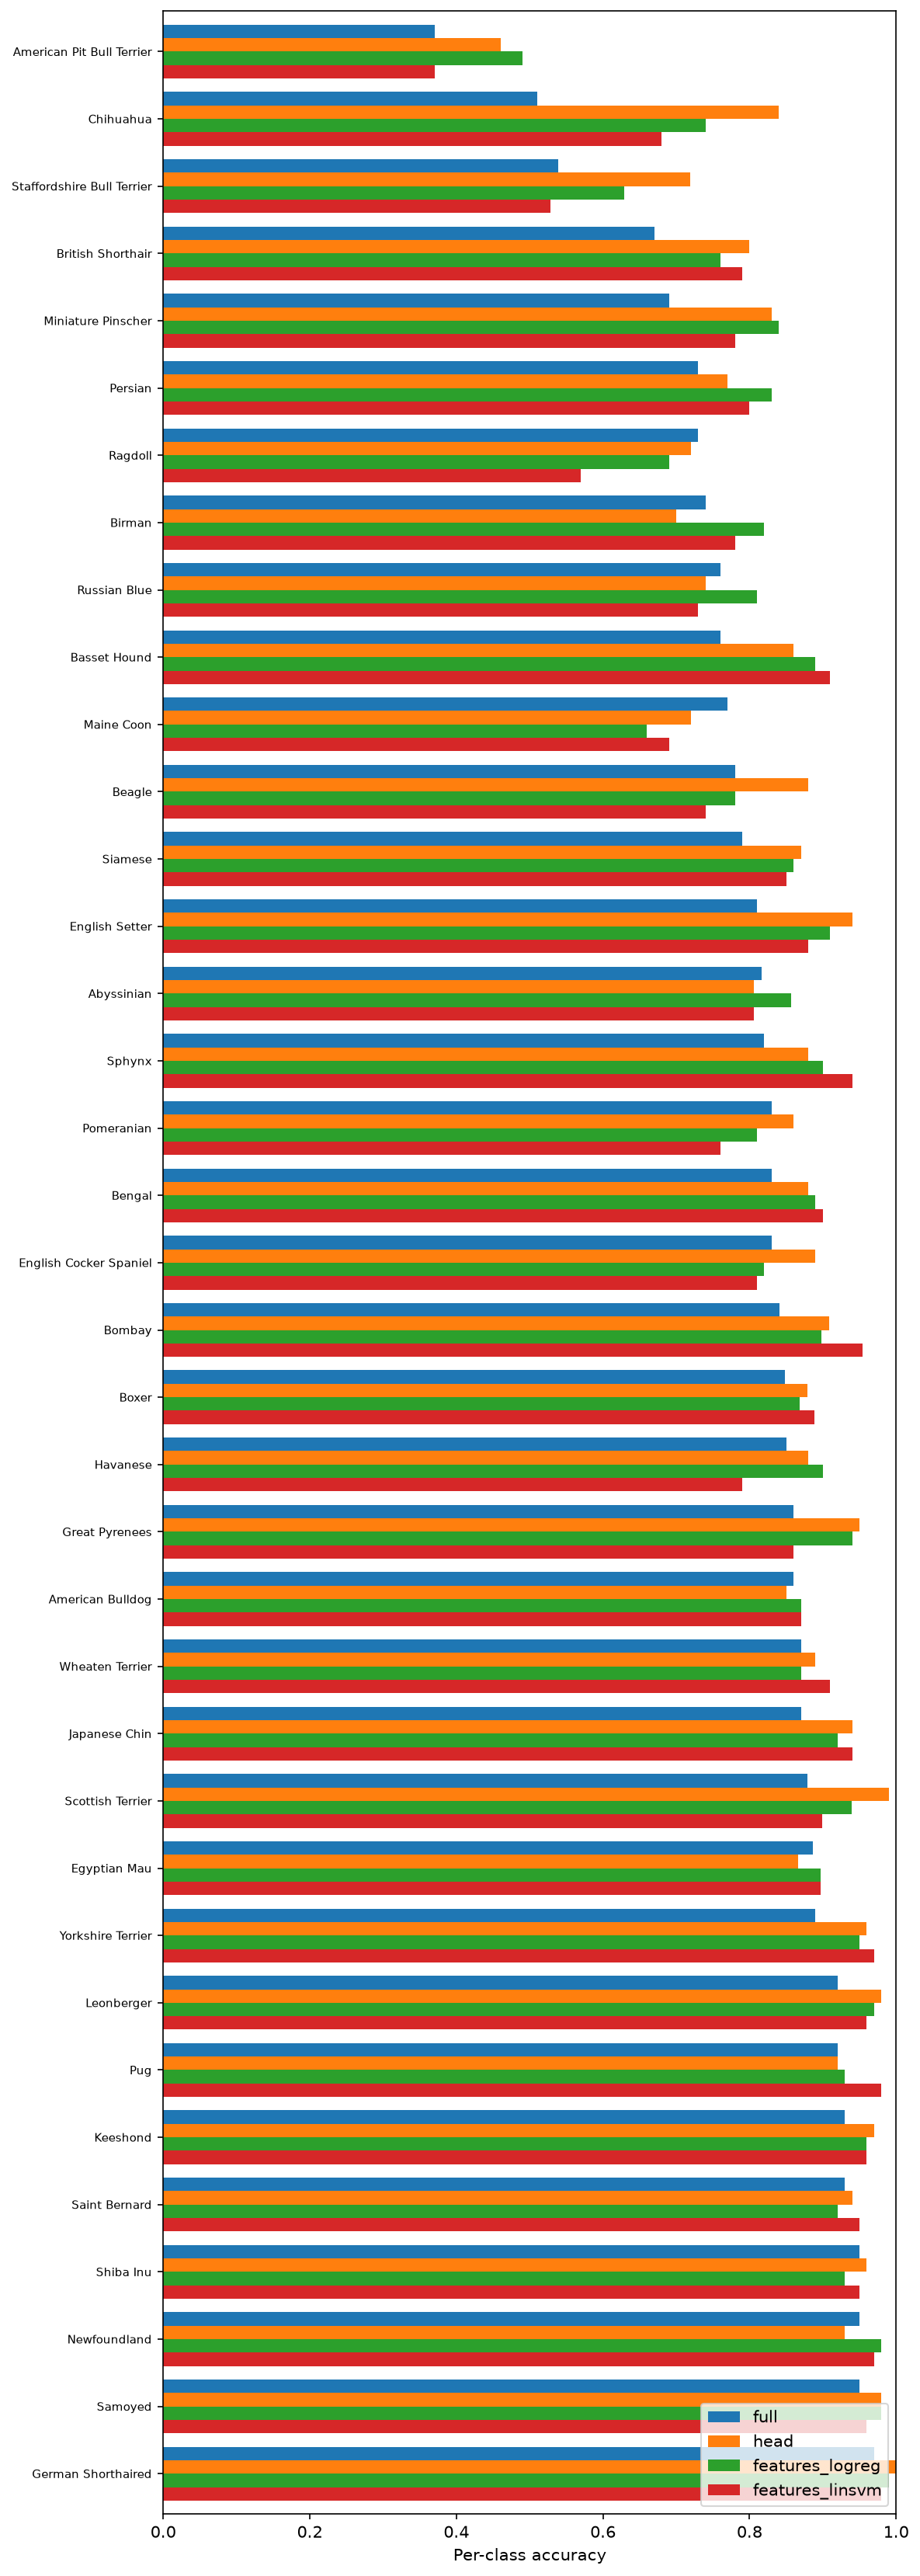 American Pit Bull Terrier
Chihuahua
Staffordshire Bull Terrier
British Shorthair
Miniature Pinscher
Persian
Ragdoll
Birman
Russian Blue
Basset Hound
Maine Coon
Beagle
Siamese
English Setter
Abyssinian
Sphynx
Pomeranian
Bengal
English Cocker Spaniel
Bombay
Boxer
Havanese
Great Pyrenees
American Bulldog
Wheaten Terrier
Japanese Chin
Scottish Terrier
Egyptian Mau
Yorkshire Terrier
Leonberger
Pug
Keeshond
Saint Bernard
Shiba Inu
Newfoundland
Samoyed
German Shorthaired
full
head
features_logreg
features_linsvm
0.0 0.2 0.4 0.6 0.8 1.0
Per-class accuracy